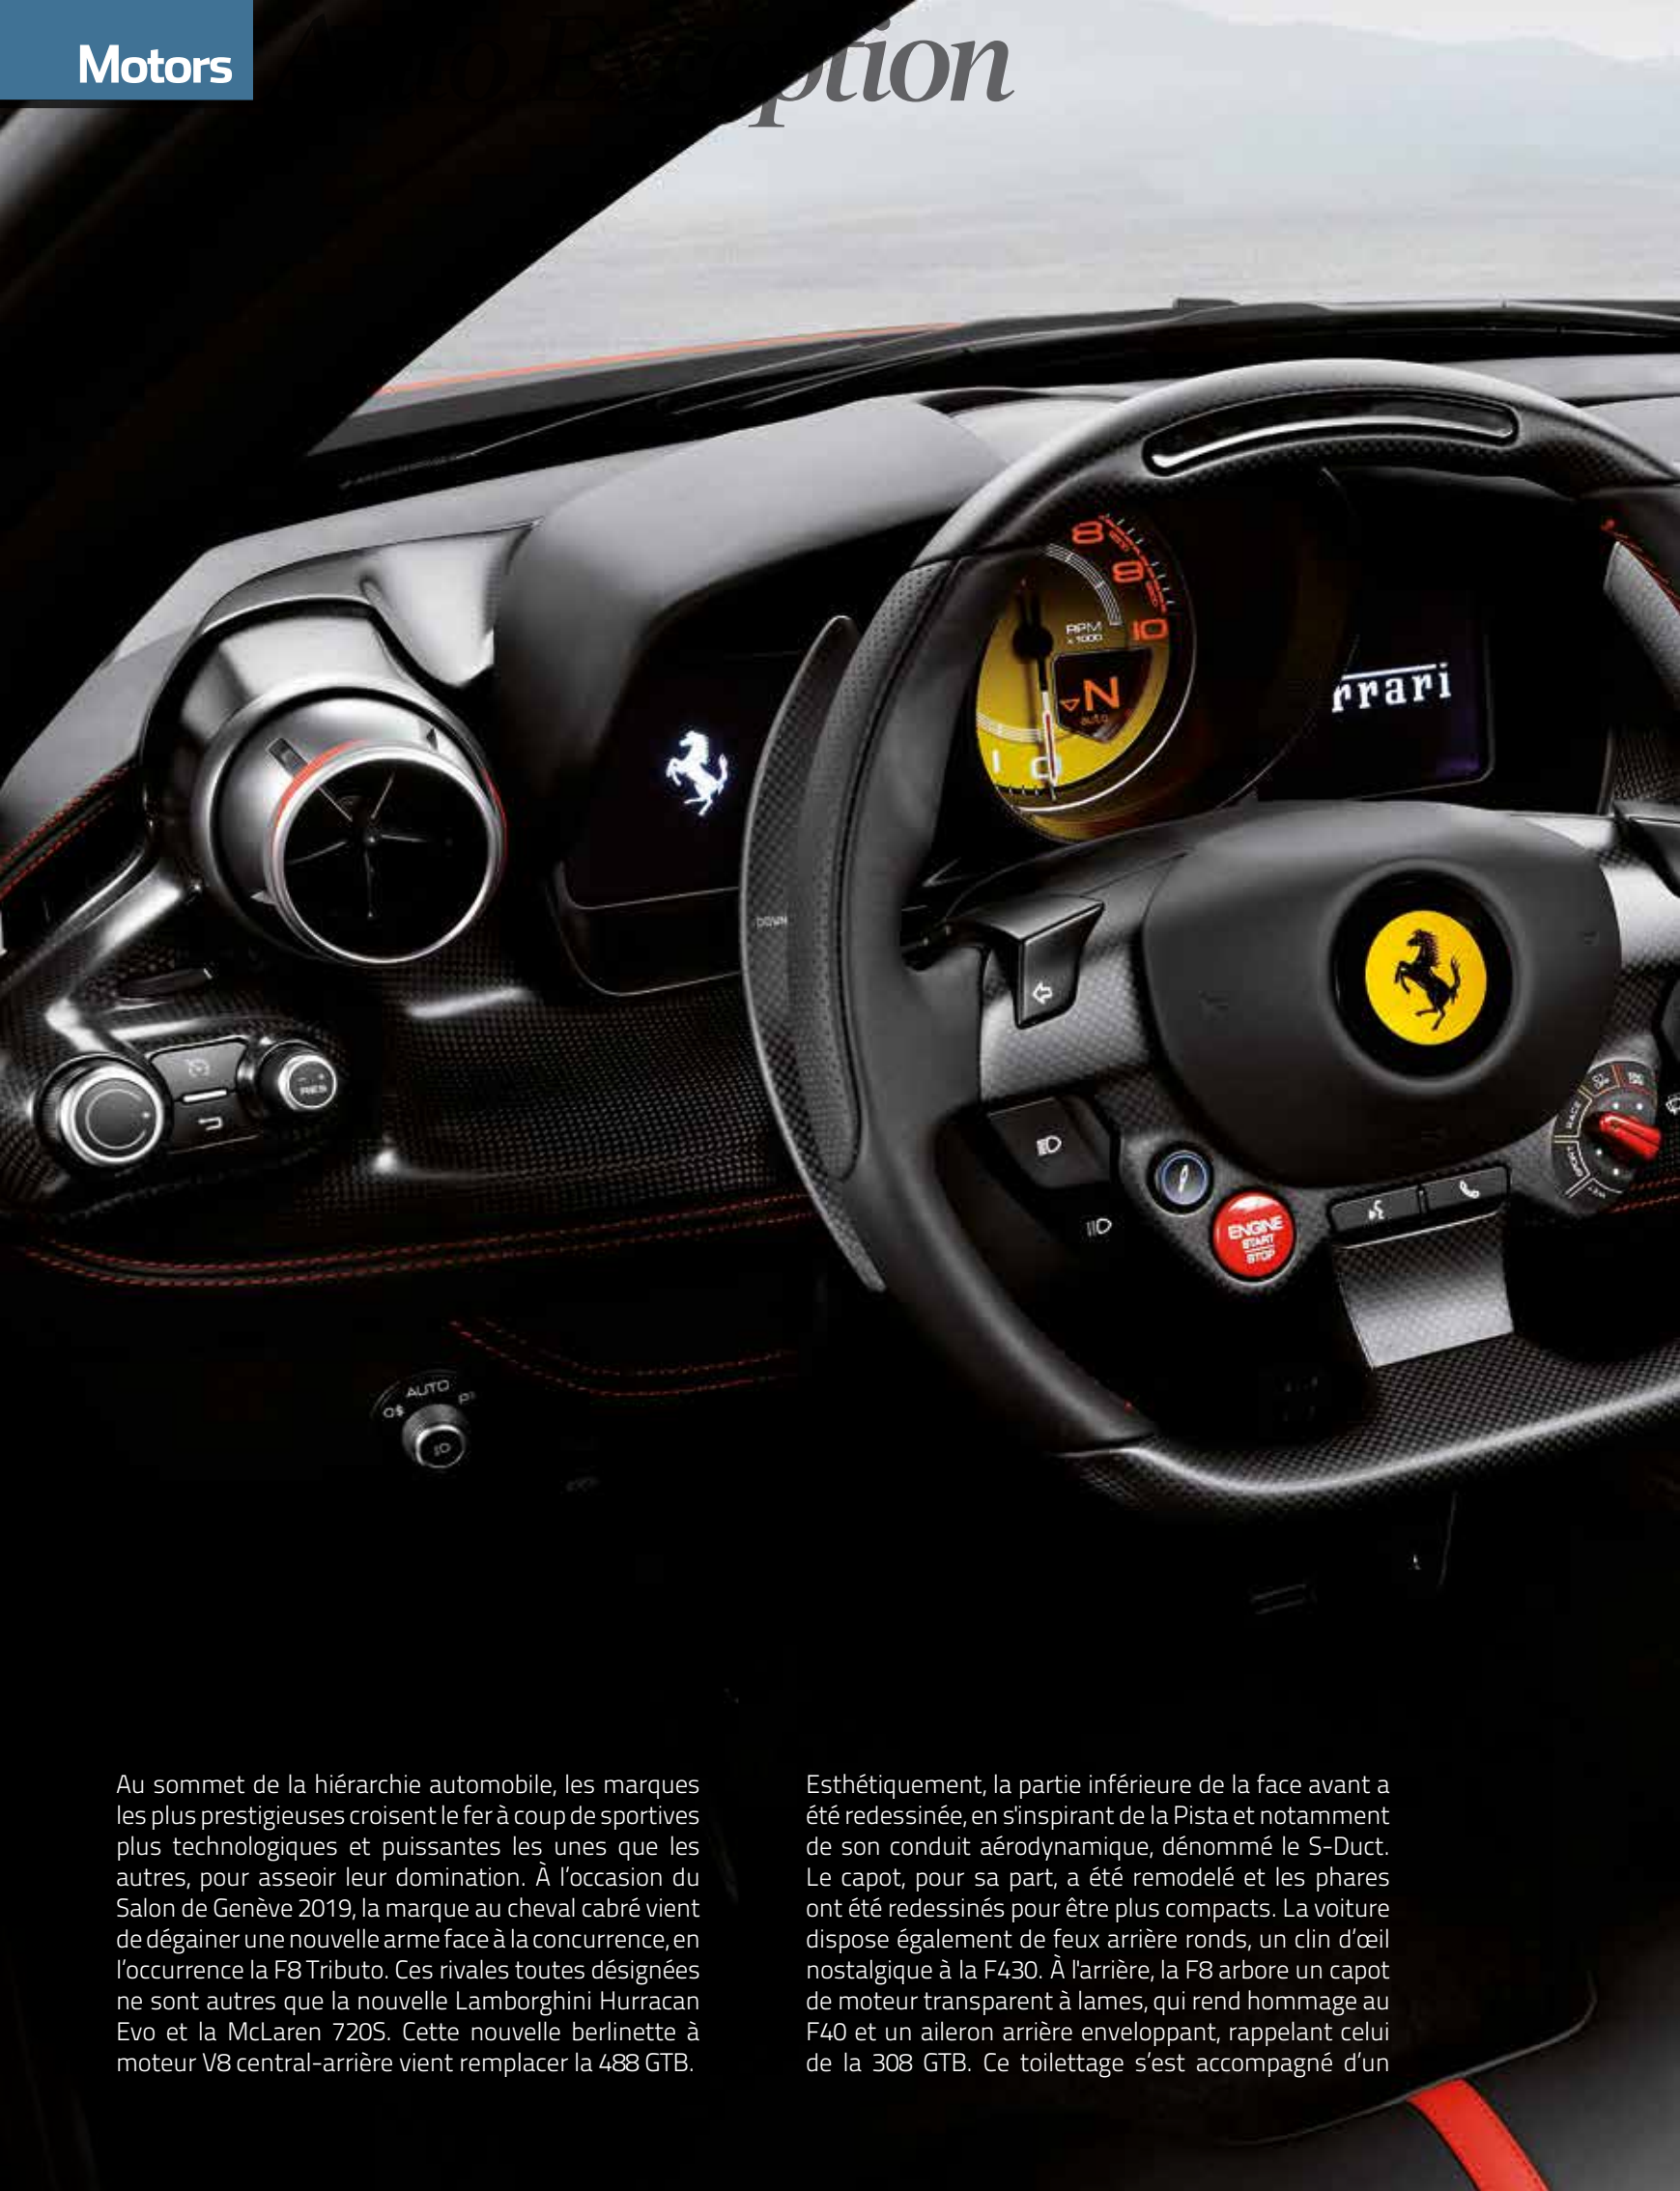 Motors
Auto Exception
8
9
10
RPM
x 1000
N
auto
1 0
rrari
DOWN
RES
RACE
SPORT
WET
ENGINE
START
STOP
AUTO
Au sommet de la hiérarchie automobile, les marques
les plus prestigieuses croisent le fer à coup de sportives
plus technologiques et puissantes les unes que les
autres, pour asseoir leur domination. À l’occasion du
Salon de Genève 2019, la marque au cheval cabré vient
de dégainer une nouvelle arme face à la concurrence, en
l’occurrence la F8 Tributo. Ces rivales toutes désignées
ne sont autres que la nouvelle Lamborghini Hurracan
Evo et la McLaren 720S. Cette nouvelle berlinette à
moteur V8 central-arrière vient remplacer la 488 GTB.
Esthétiquement, la partie inférieure de la face avant a
été redessinée, en s'inspirant de la Pista et notamment
de son conduit aérodynamique, dénommé le S-Duct.
Le capot, pour sa part, a été remodelé et les phares
ont été redessinés pour être plus compacts. La voiture
dispose également de feux arrière ronds, un clin d’œil
nostalgique à la F430. À l'arrière, la F8 arbore un capot
de moteur transparent à lames, qui rend hommage au
F40 et un aileron arrière enveloppant, rappelant celui
de la 308 GTB. Ce toilettage s’est accompagné d’un